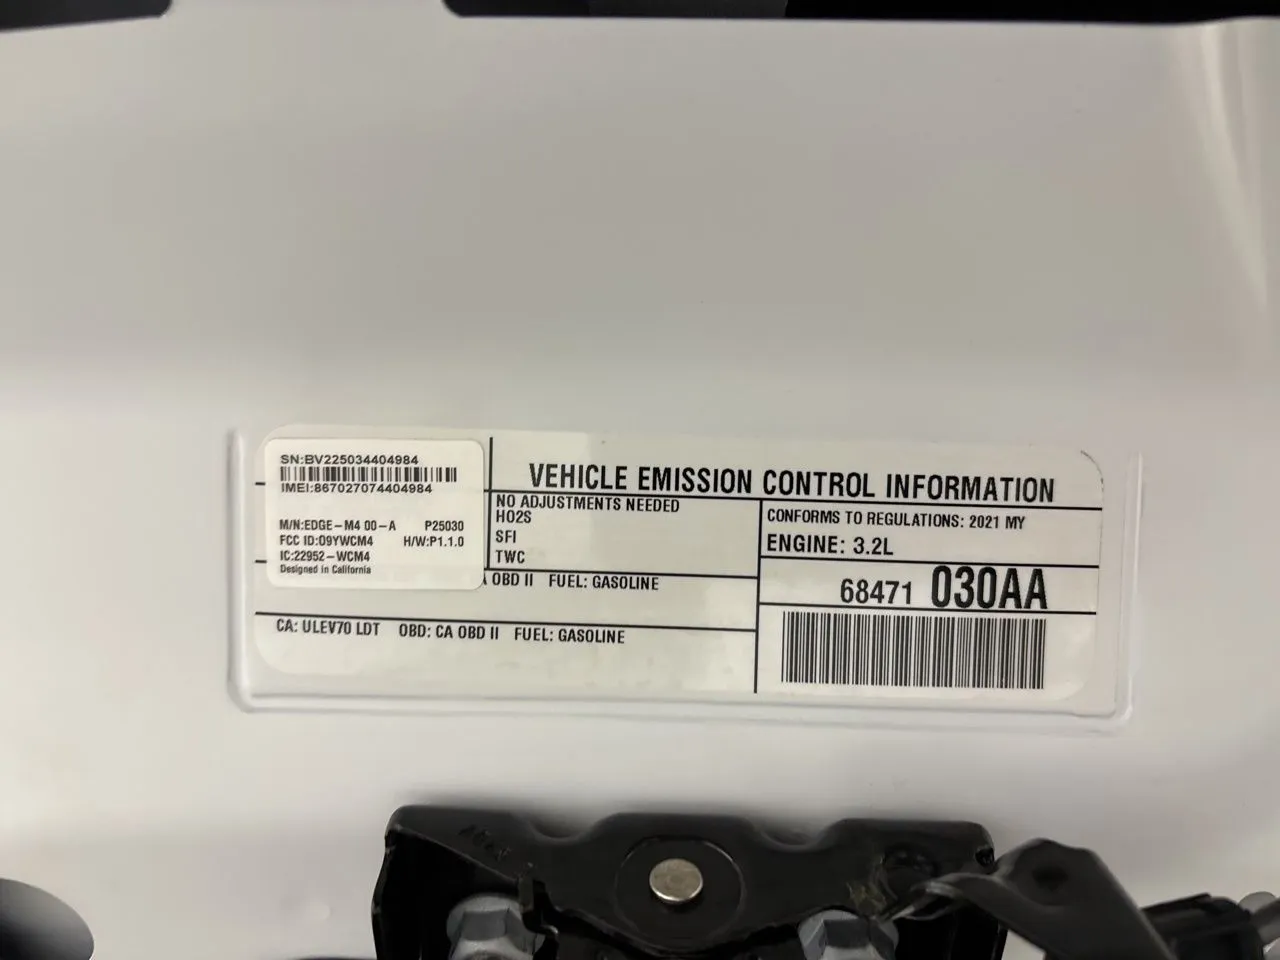 SN:BV225034404984
IMEI:867027074404984
M/N:EDGE-M4 00-A P25030
FCC ID:09YWCM4 H/W:P1.1.0
IC:22952-WCM4
Designed in California
VEHICLE EMISSION CONTROL INFORMATION
NO ADJUSTMENTS NEEDED
HO2S
SFI
TWC
OBD II FUEL: GASOLINE
CA: ULEV70 LDT OBD: CA OBD II FUEL: GASOLINE
CONFORMS TO REGULATIONS: 2021 MY
ENGINE: 3.2L
68471 030AA